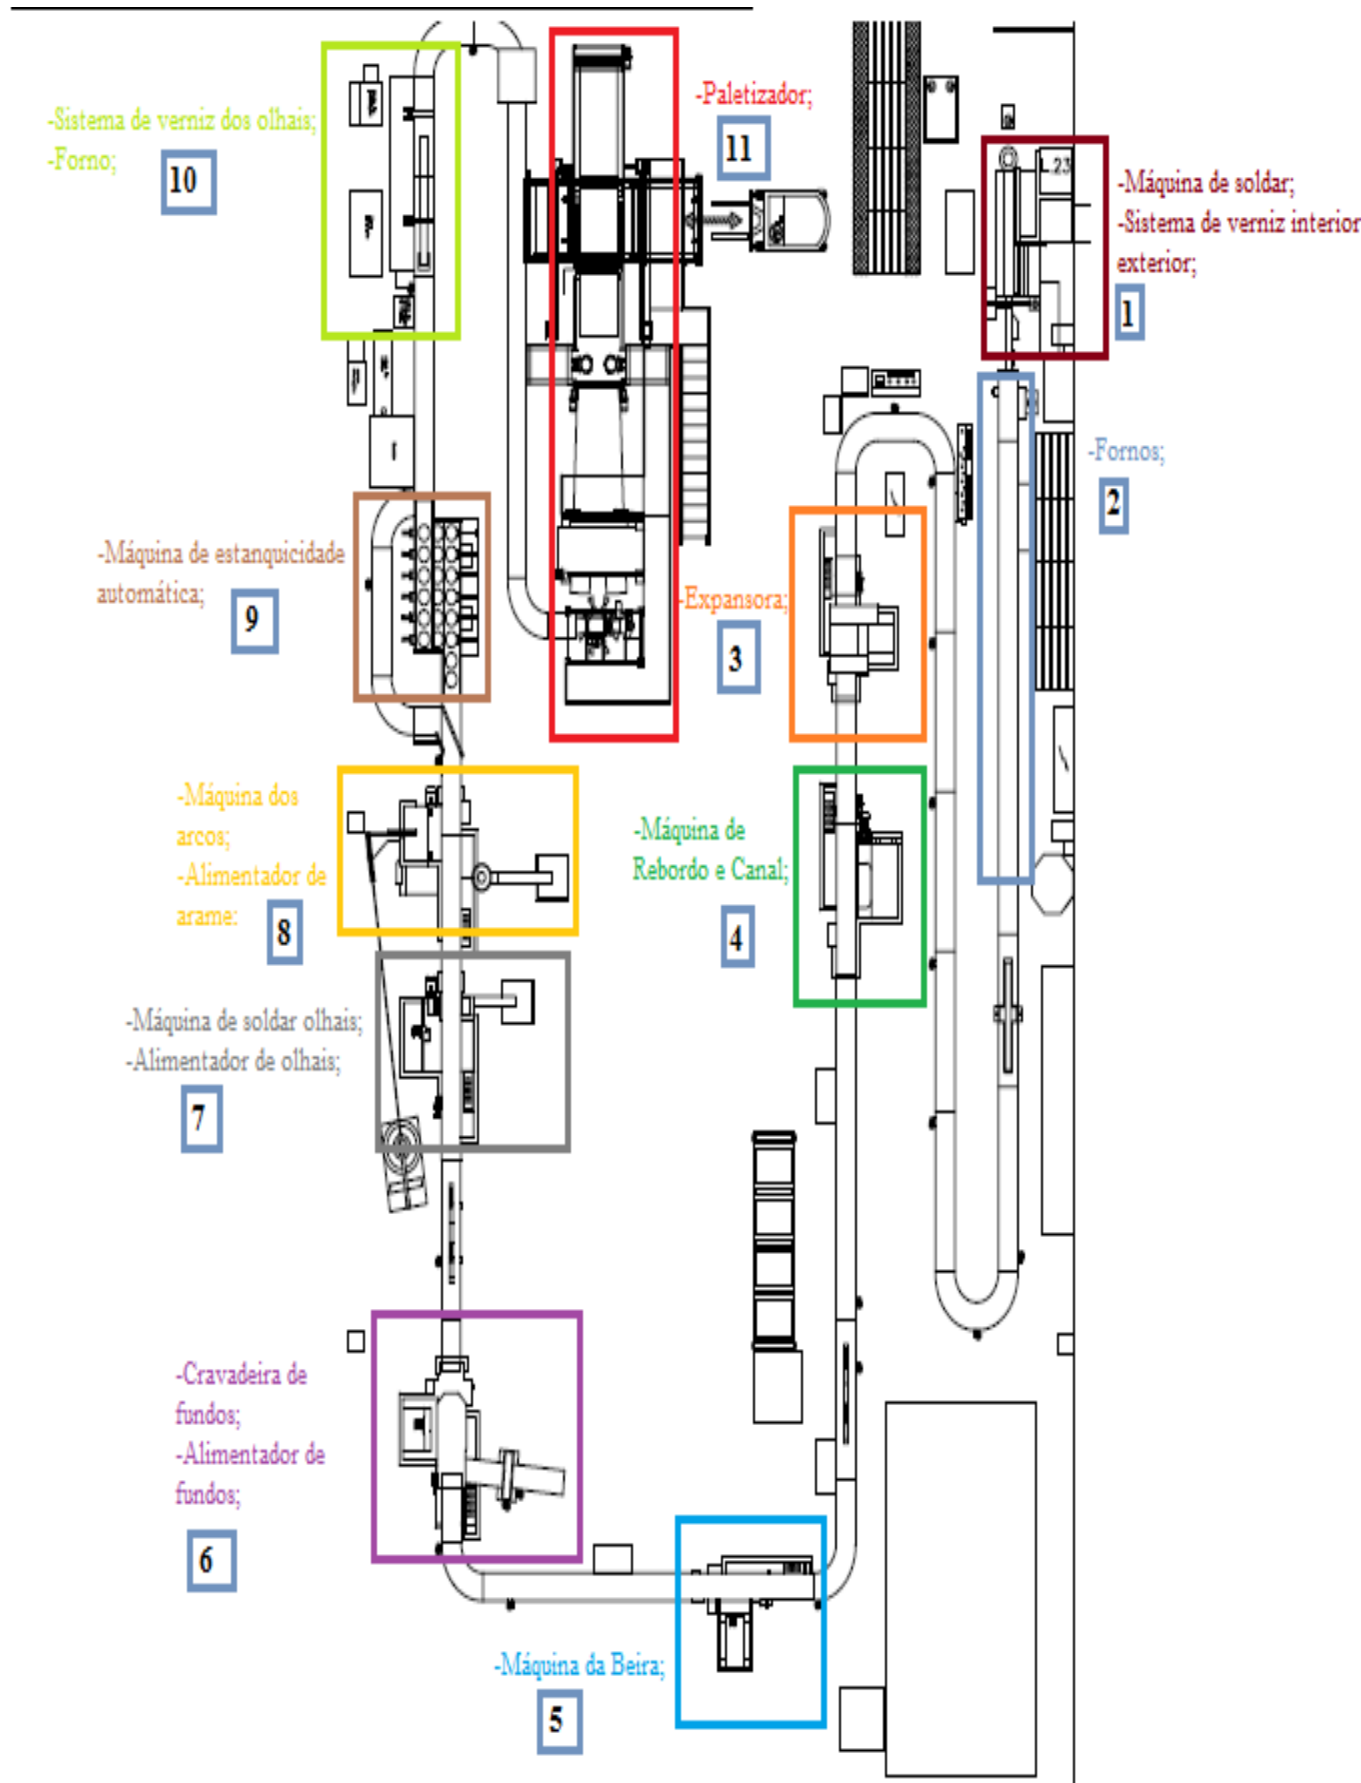 -Máquina de soldar;
-Sistema de verniz interior
exterior;
1
L.23
-Fornos;
2
-Expansora;
3
-Máquina de
Rebordo e Canal;
4
-Máquina da Beira;
5
-Cravadeira de
fundos;
-Alimentador de
fundos;
6
-Máquina de soldar olhais;
-Alimentador de olhais;
7
-Máquina dos
arcos;
-Alimentador de
arame:
8
-Máquina de estanquicidade
automática;
9
-Sistema de verniz dos olhais;
-Forno;
10
-Paletizador;
11